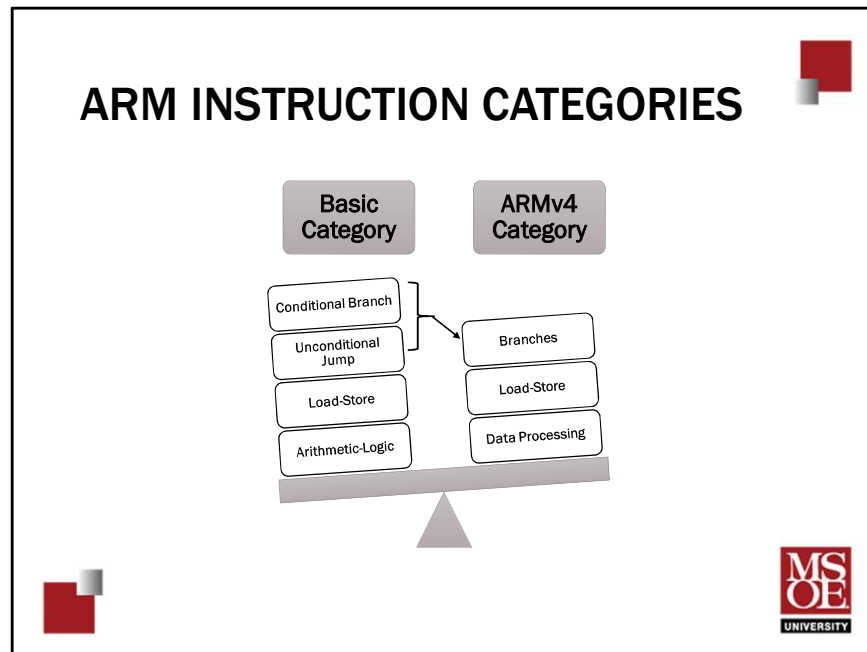 ARM INSTRUCTION CATEGORIES
Basic
Category
ARMv4
Category
Conditional Branch
Unconditional
Jump
Load-Store
Arithmetic-Logic
Branches
Load-Store
Data Processing
MS
OE
UNIVERSITY